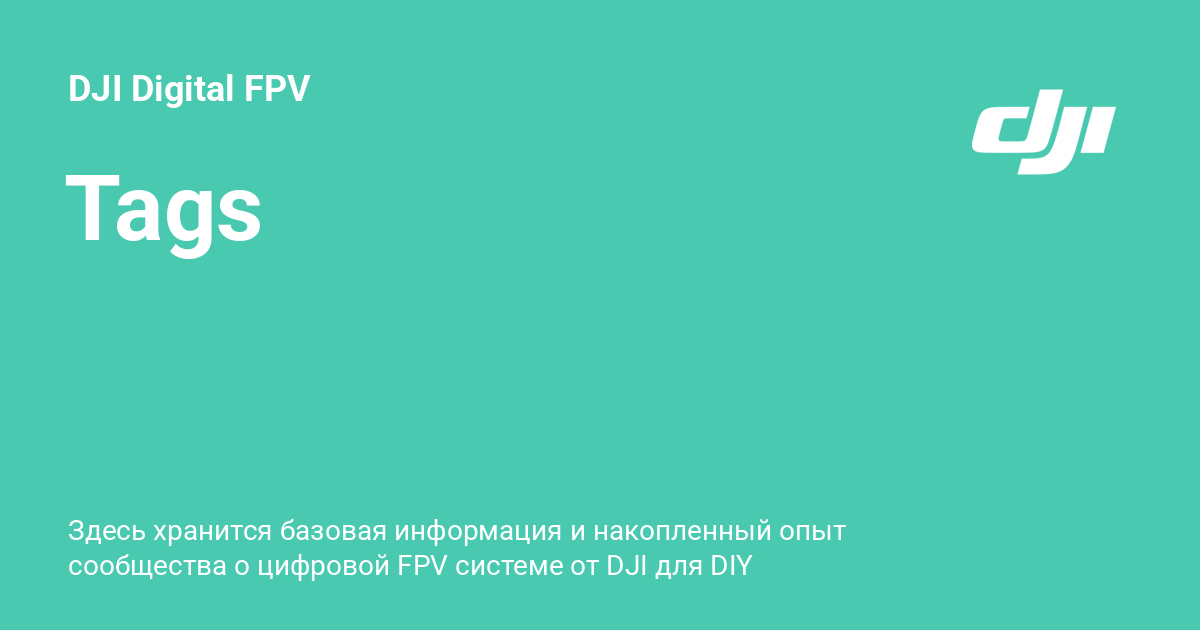 DJI Digital FPV
dji
Tags
Здесь хранится базовая информация и накопленный опыт
сообщества о цифровой FPV системе от DJI для DIY